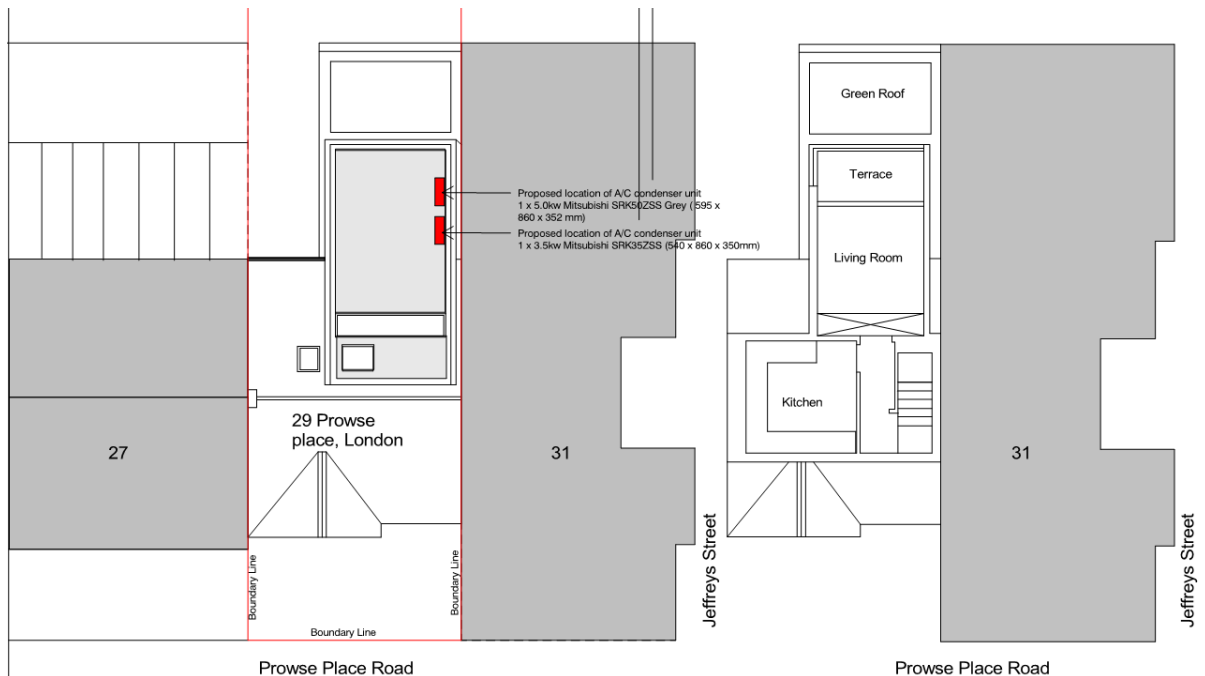 Green Roof
Proposed location of A/C condenser unit
1 x 5.0kw Mitsubishi SRK50ZSS Grey ( 595 x
860 x 352 mm)
Proposed location of A/C condenser unit
1 x 3.5kw Mitsubishi SRK35ZSS (540 x 860 x 350mm)
Terrace
Living Room
Kitchen
29 Prowse
place, London
27
31
31
Jeffreys Street
Jeffreys Street
Boundary Line
Boundary Line
Boundary Line
Prowse Place Road
Prowse Place Road